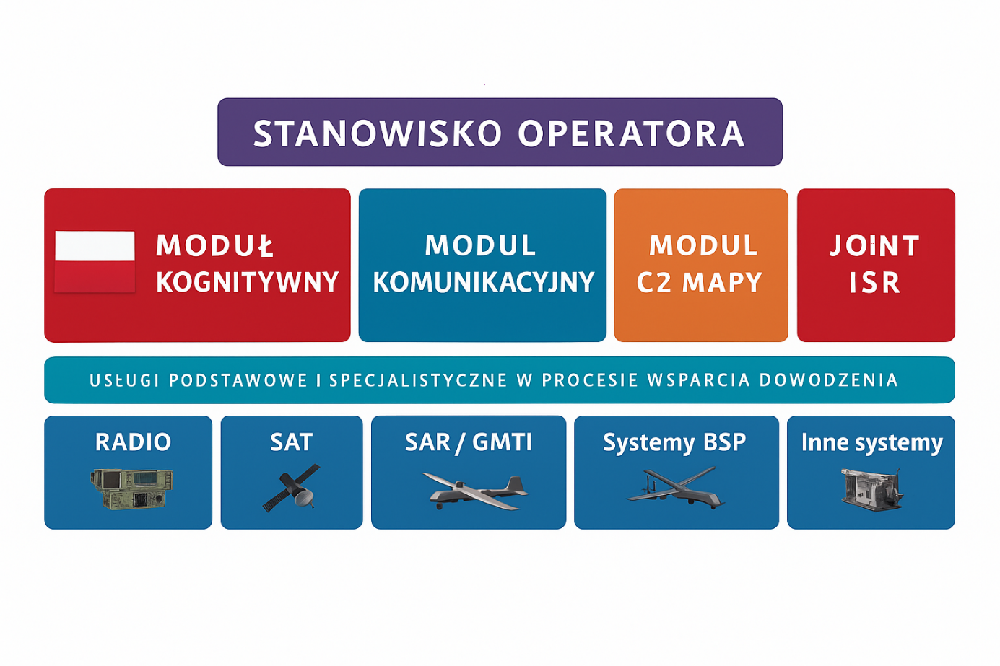 STANOWISKO OPERATORA
MODUŁ
KOGNITYWNY
MODUL
KOMUNIKACYJNY
MODUL
C2 MAPY
JOINT
ISR
USŁUGI PODSTAWOWE I SPECJALISTYCZNE W PROCESIE WSPARCIA DOWODZENIA
RADIO
SAT
SAR / GMTI
Systemy BSP
Inne systemy